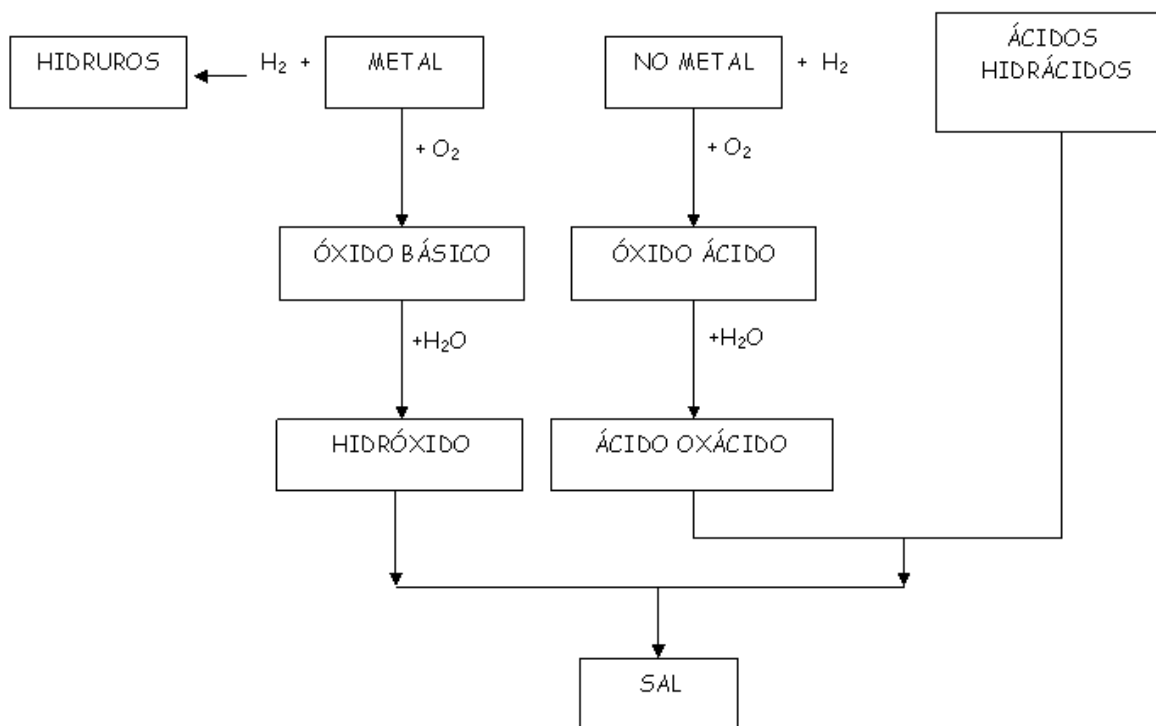 ÁCIDOS
HIDRÁCIDOS
HIDRUROS
H₂ +
METAL
NO METAL
+ H₂
+ O₂
+ O₂
ÓXIDO BÁSICO
ÓXIDO ÁCIDO
+H₂O
+H₂O
HIDRÓXIDO
ÁCIDO OXÁCIDO
SAL